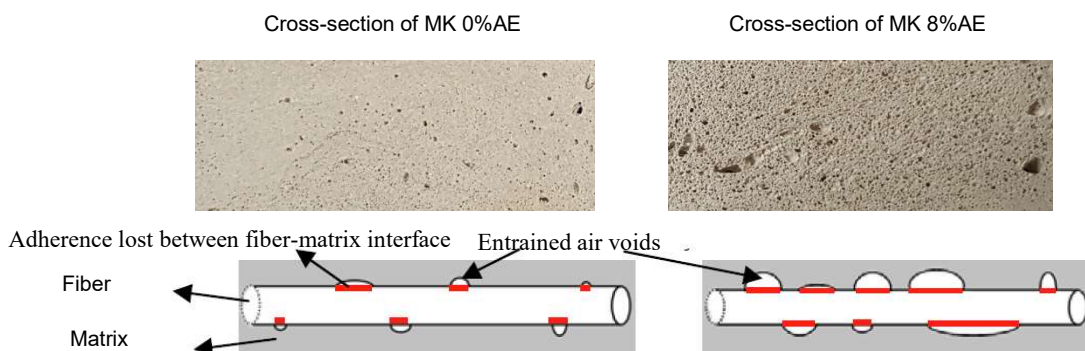 Cross-section of MK 0%AE
Cross-section of MK 8%AE
Adherence lost between fiber-matrix interface
Entrained air voids
Fiber
Matrix